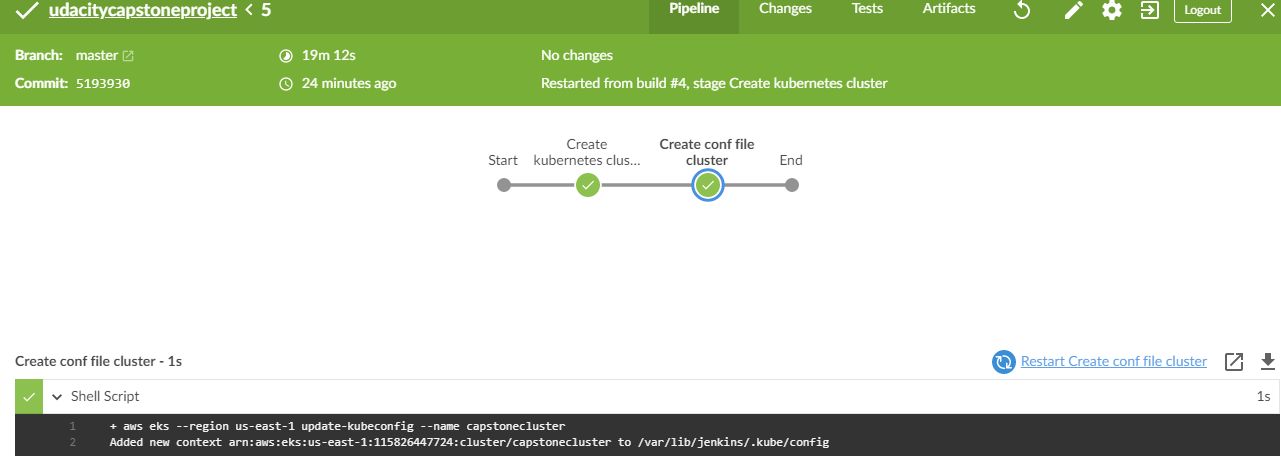 udacitycapstoneproject < 5
Pipeline Changes Tests Artifacts Logout
Branch: master 19m 12s No changes
Commit: 5193930 24 minutes ago Restarted from build #4, stage Create kubernetes cluster
Start
Create
kubernetes clus...
Create conf file
cluster
End
Create conf file cluster - 1s
Restart Create conf file cluster
Shell Script 1s
1 + aws eks --region us-east-1 update-kubeconfig --name capstonecluster
2 Added new context arn:aws:eks:us-east-1:115826447724:cluster/capstonecluster to /var/lib/jenkins/.kube/config